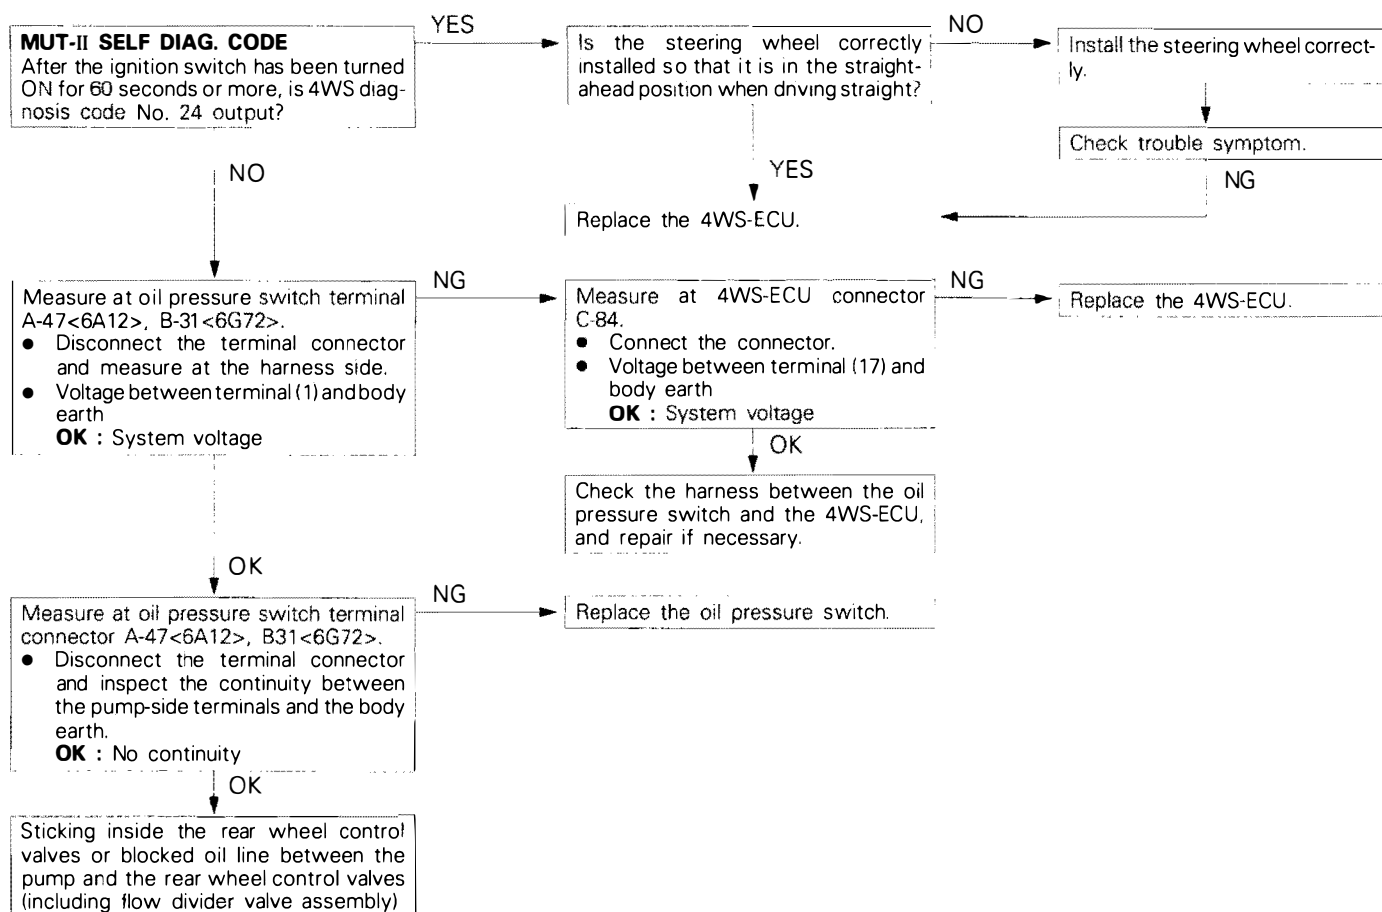 MUT-II SELF DIAG. CODE
After the ignition switch has been turned
ON for 60 seconds or more, is 4WS diag-
nosis code No. 24 output?
YES
Is the steering wheel correctly
installed so that it is in the straight-
ahead position when driving straight?
NO
Install the steering wheel correct-
ly.
Check trouble symptom.
NG
YES
Replace the 4WS-ECU.
NO
Measure at oil pressure switch terminal
A-47<6A12>, B-31<6G72>.
● Disconnect the terminal connector
and measure at the harness side.
● Voltage between terminal (1) and body
earth
OK : System voltage
NG
Measure at 4WS-ECU connector
C-84.
● Connect the connector.
● Voltage between terminal (17) and
body earth
OK : System voltage
NG
Replace the 4WS-ECU.
OK
Check the harness between the oil
pressure switch and the 4WS-ECU,
and repair if necessary.
OK
Measure at oil pressure switch terminal
connector A-47<6A12>, B31<6G72>.
● Disconnect the terminal connector
and inspect the continuity between
the pump-side terminals and the body
earth.
OK : No continuity
NG
Replace the oil pressure switch.
OK
Sticking inside the rear wheel control
valves or blocked oil line between the
pump and the rear wheel control valves
(including flow divider valve assembly)